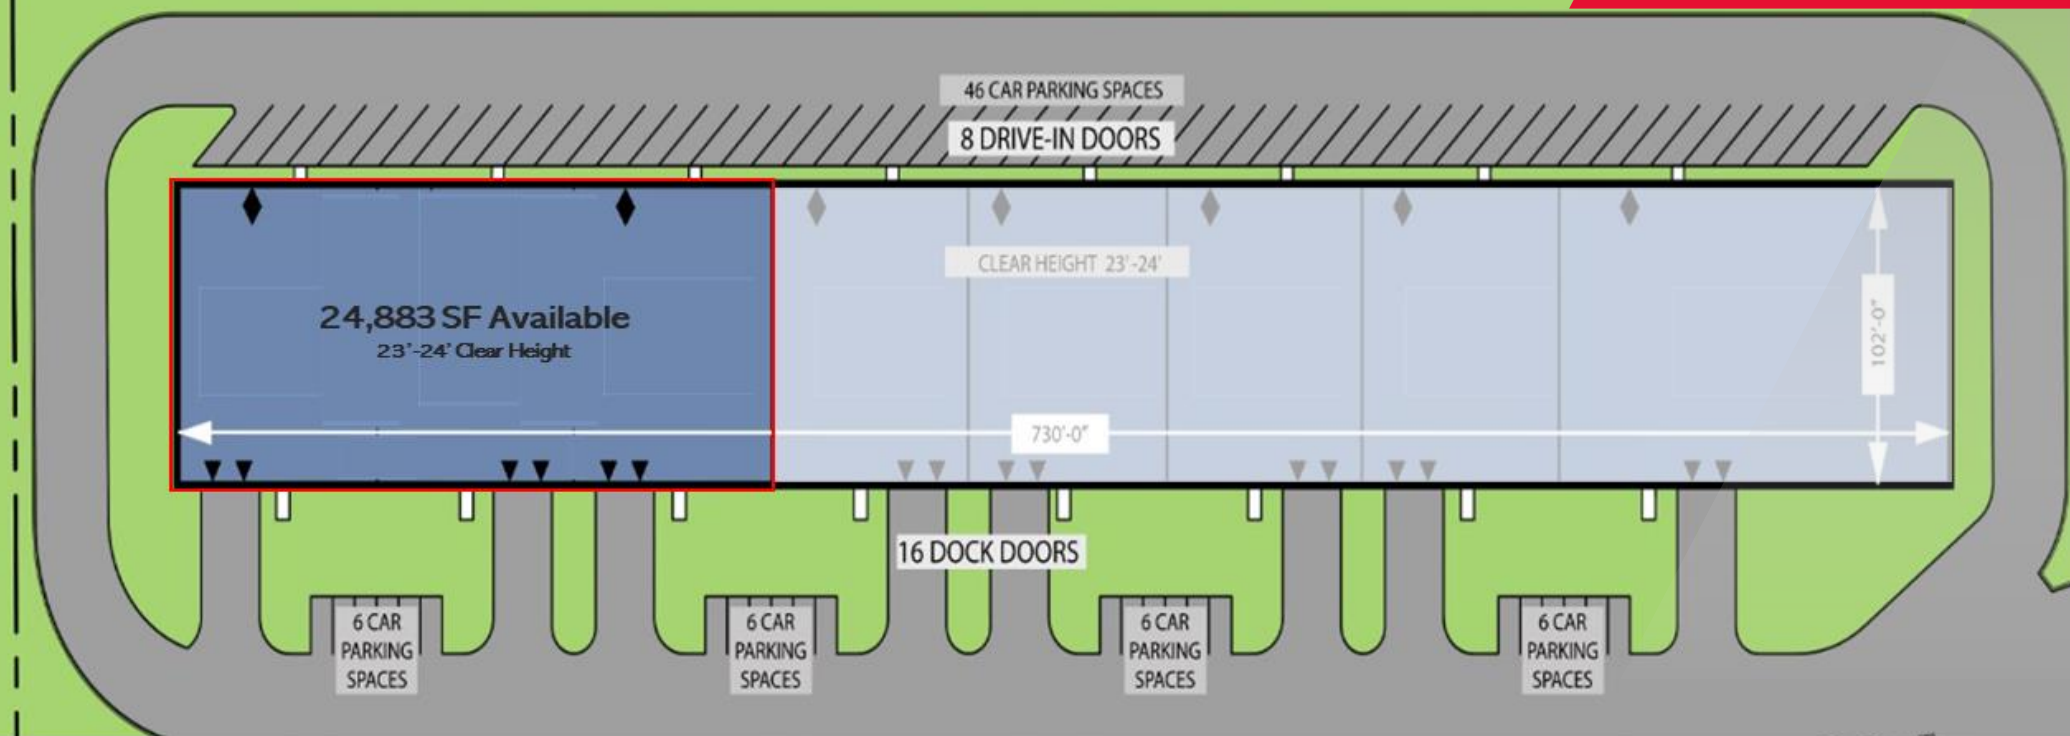 46 CAR PARKING SPACES
8 DRIVE-IN DOORS
CLEAR HEIGHT 23'-24'
24,883 SF Available
23'-24' Clear Height
102'-0"
730'-0"
16 DOCK DOORS
6 CAR
PARKING
SPACES
6 CAR
PARKING
SPACES
6 CAR
PARKING
SPACES
6 CAR
PARKING
SPACES